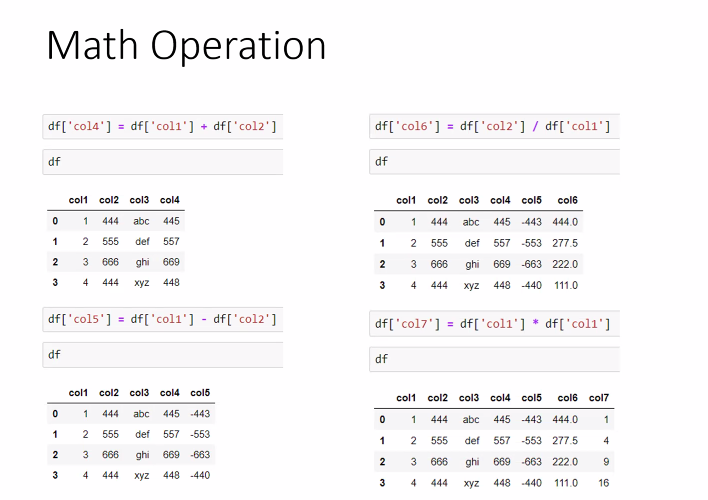 Math Operation
df['col4'] = df['col1'] + df['col2']
df
col1 col2 col3 col4
0 1 444 abc 445
1 2 555 def 557
2 3 666 ghi 669
3 4 444 xyz 448
df['col5'] = df['col1'] - df['col2']
df
col1 col2 col3 col4 col5
0 1 444 abc 445 -443
1 2 555 def 557 -553
2 3 666 ghi 669 -663
3 4 444 xyz 448 -440
df['col6'] = df['col2'] / df['col1']
df
col1 col2 col3 col4 col5 col6
0 1 444 abc 445 -443 444.0
1 2 555 def 557 -553 277.5
2 3 666 ghi 669 -663 222.0
3 4 444 xyz 448 -440 111.0
df['col7'] = df['col1'] * df['col1']
df
col1 col2 col3 col4 col5 col6 col7
0 1 444 abc 445 -443 444.0 1
1 2 555 def 557 -553 277.5 4
2 3 666 ghi 669 -663 222.0 9
3 4 444 xyz 448 -440 111.0 16